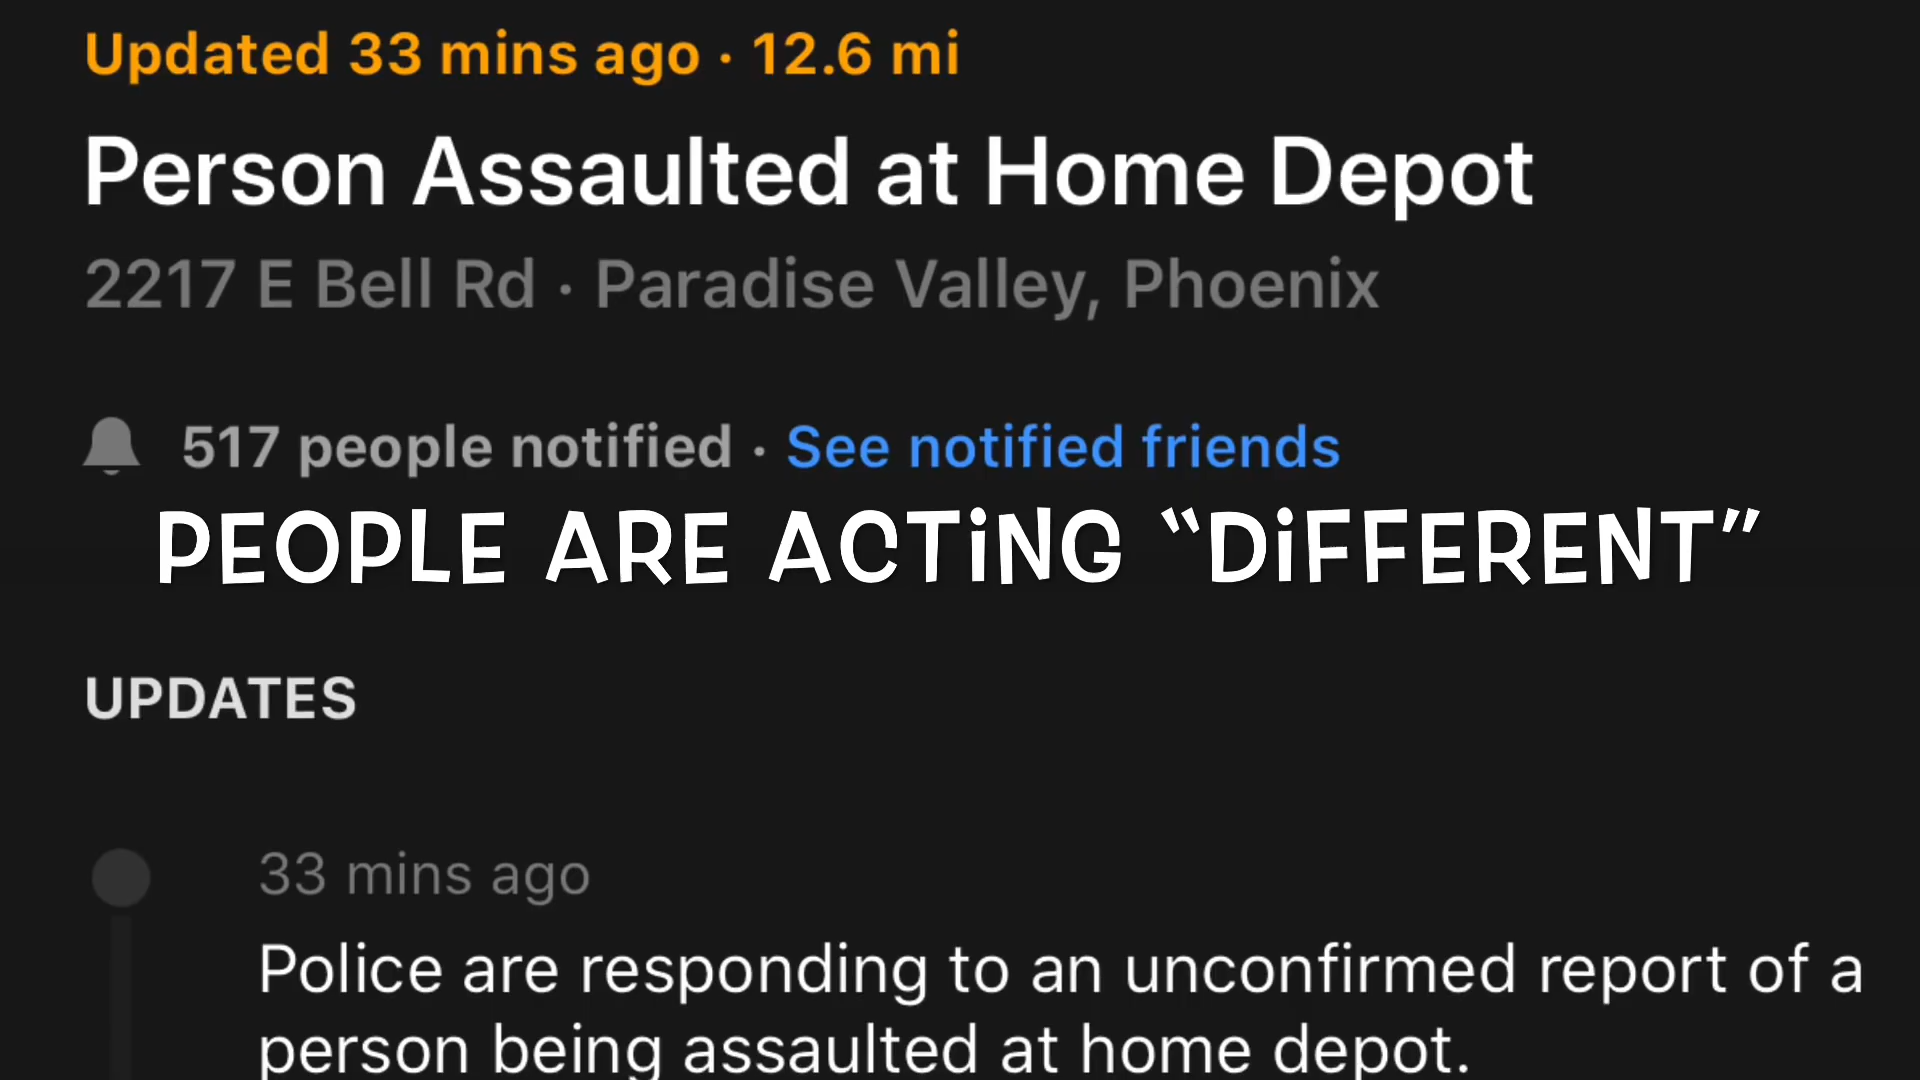 Updated 33 mins ago · 12.6 mi
Person Assaulted at Home Depot
2217 E Bell Rd · Paradise Valley, Phoenix
517 people notified · See notified friends
PEOPLE ARE ACTiNG “DiFFERENT”
UPDATES
33 mins ago
Police are responding to an unconfirmed report of a
person being assaulted at home depot.